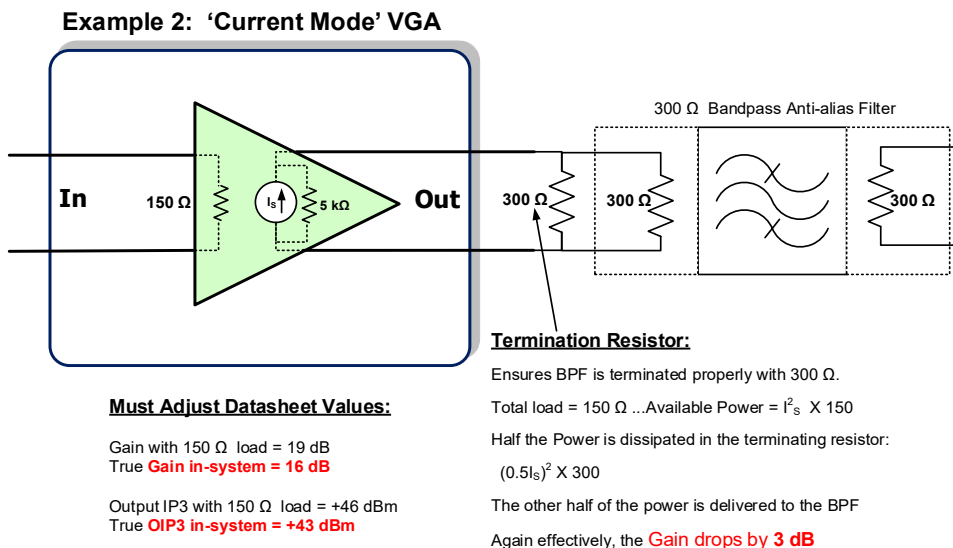 Example 2: ‘Current Mode’ VGA
300 Ω Bandpass Anti-alias Filter
In
150 Ω
IS
5 kΩ
Out
300 Ω
300 Ω
300 Ω
Termination Resistor:
Ensures BPF is terminated properly with 300 Ω.
Total load = 150 Ω ...Available Power = I²S X 150
Half the Power is dissipated in the terminating resistor:
(0.5IS)² X 300
The other half of the power is delivered to the BPF
Again effectively, the Gain drops by 3 dB
Must Adjust Datasheet Values:
Gain with 150 Ω load = 19 dB
True Gain in-system = 16 dB
Output IP3 with 150 Ω load = +46 dBm
True OIP3 in-system = +43 dBm